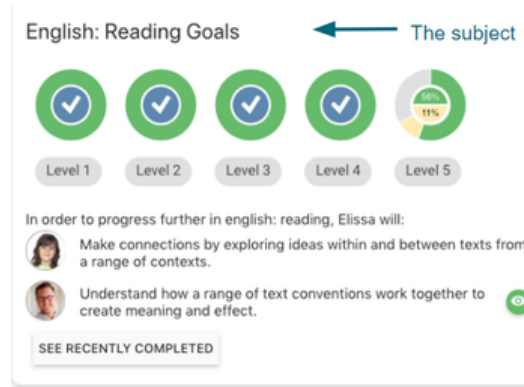 English: Reading Goals
The subject
56%
11%
Level 1
Level 2
Level 3
Level 4
Level 5
In order to progress further in english: reading, Elissa will:
Make connections by exploring ideas within and between texts from
a range of contexts.
Understand how a range of text conventions work together to
create meaning and effect.
SEE RECENTLY COMPLETED